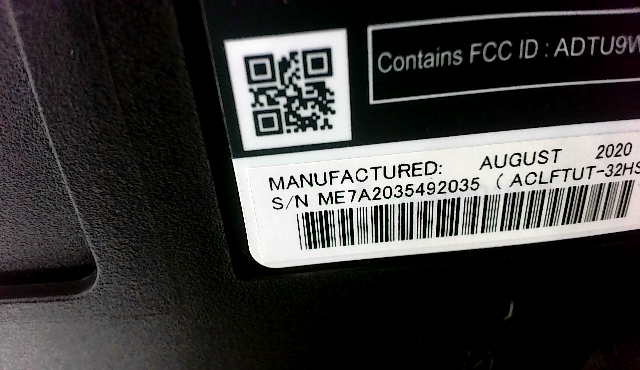 Contains FCC ID : ADTU9W
MANUFACTURED: AUGUST 2020
S/N ME7A2035492035 ( ACLFTUT-32HS